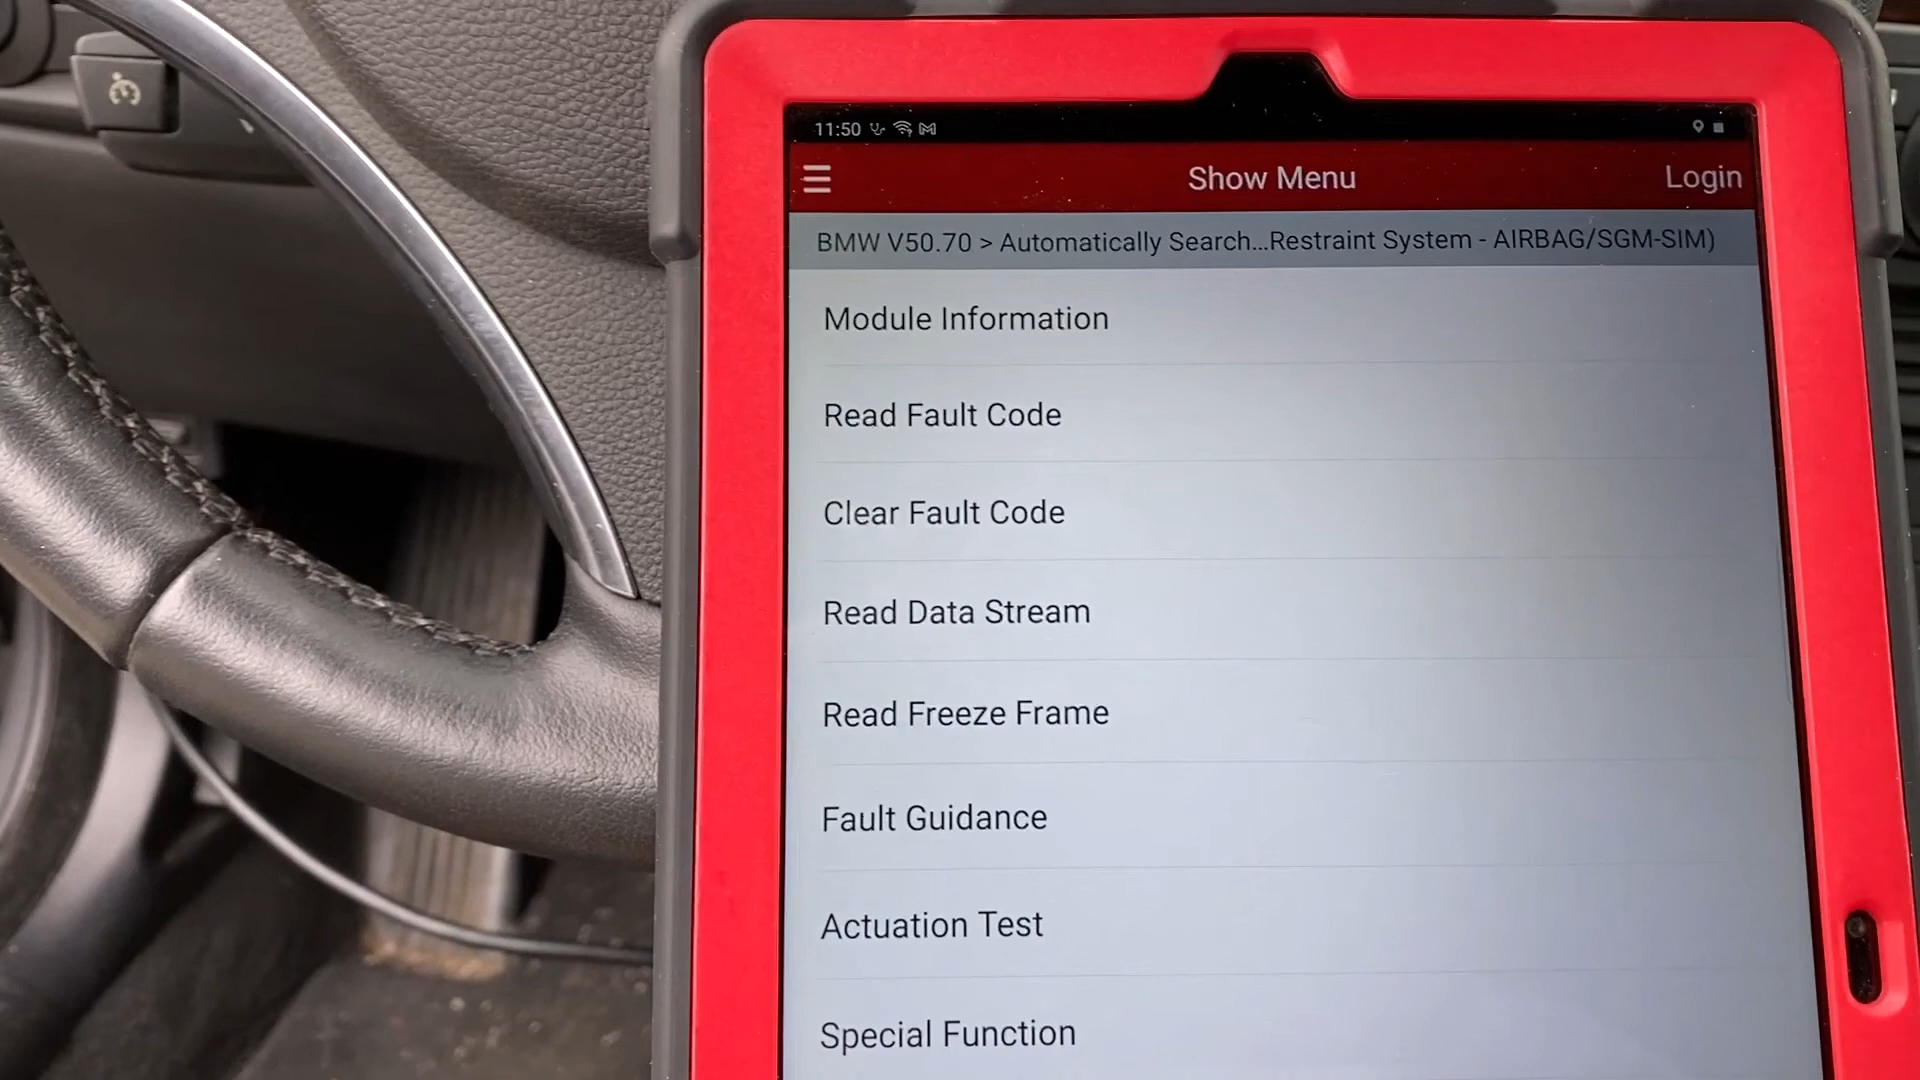 11:50
Show Menu
Login
BMW V50.70 > Automatically Search...Restraint System - AIRBAG/SGM-SIM)
Module Information
Read Fault Code
Clear Fault Code
Read Data Stream
Read Freeze Frame
Fault Guidance
Actuation Test
Special Function